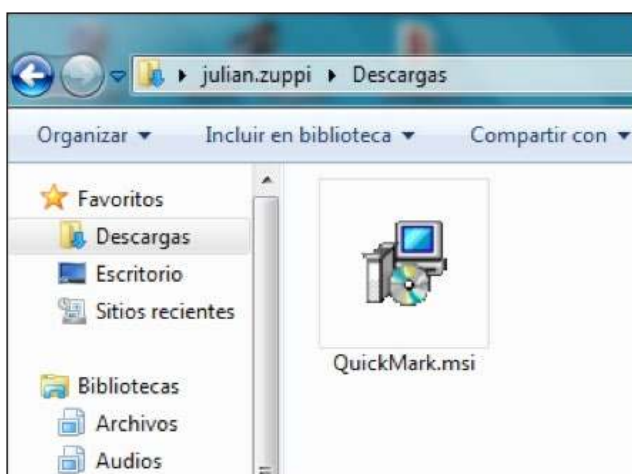 julian.zuppi Descargas
Organizar Incluir en biblioteca Compartir con
Favoritos
Descargas
Escritorio
Sitios recientes
Bibliotecas
Archivos
Audios
QuickMark.msi